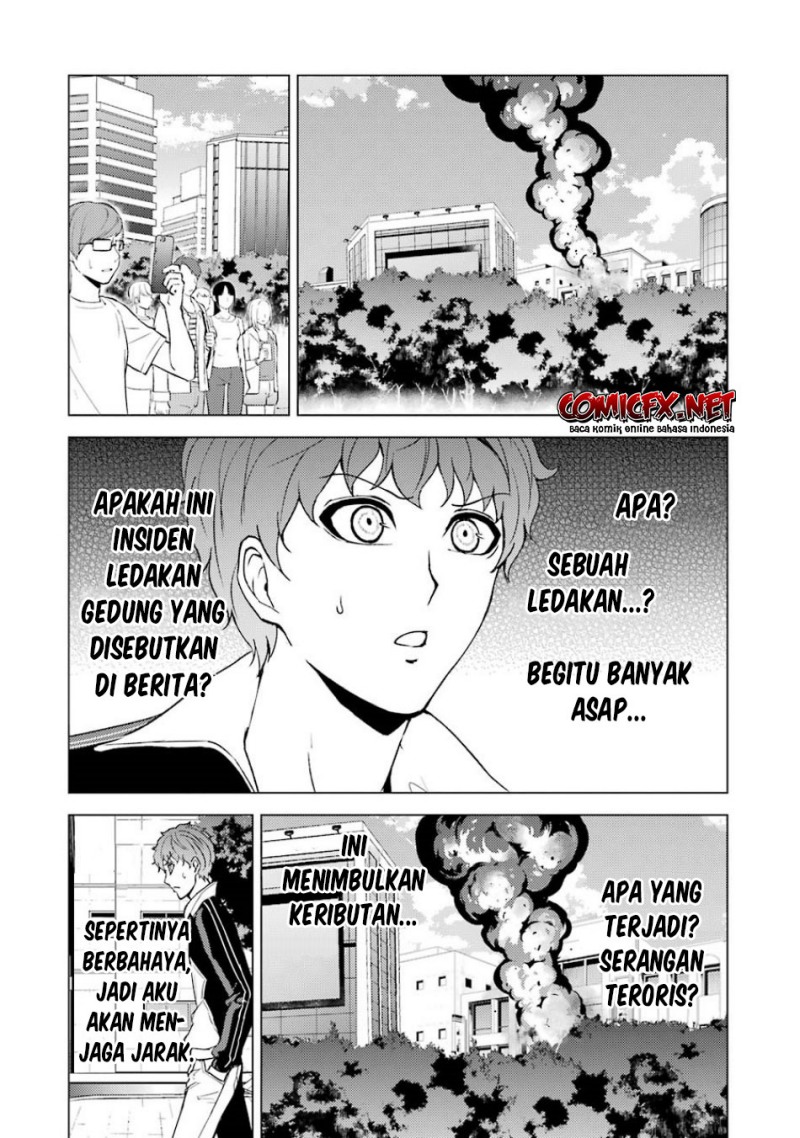 COMICFX.NET
Baca komik online bahasa Indonesia
APA?
SEBUAH
LEDAKAN...?
BEGITU BANYAK
ASAP...
APAKAH INI
INSIDEN
LEDAKAN
GEDUNG YANG
DISEBUTKAN
DI BERITA?
APA YANG
TERJADI?
SERANGAN
TERORIS?
INI
MENIMBULKAN
KERIBUTAN...
SEPERTINYA
BERBAHAYA,
JADI AKU
AKAN MEN-
JAGA JARAK.